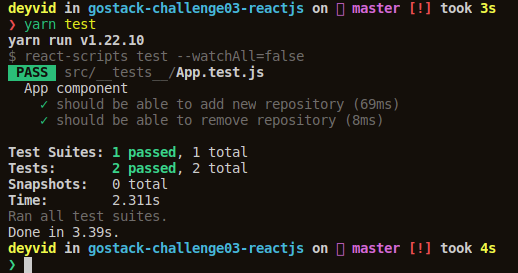 deyvid in gostack-challenge03-reactjs on master [!] took 3s
❯ yarn test
yarn run v1.22.10
$ react-scripts test --watchAll=false
PASS src/__tests__/App.test.js
App component
✓ should be able to add new repository (69ms)
✓ should be able to remove repository (8ms)
Test Suites: 1 passed, 1 total
Tests: 2 passed, 2 total
Snapshots: 0 total
Time: 2.311s
Ran all test suites.
Done in 3.39s.
deyvid in gostack-challenge03-reactjs on master [!] took 4s
❯